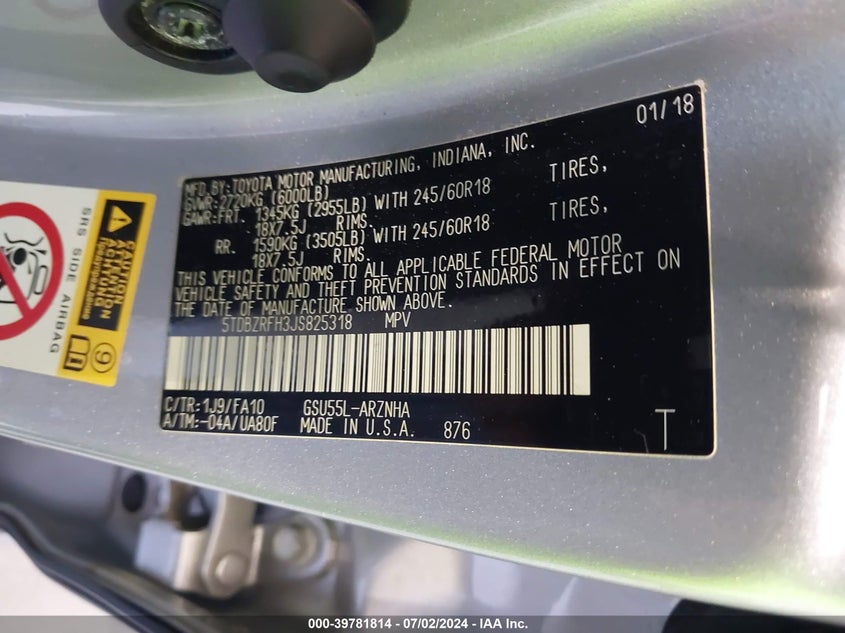 01/18
MFD. BY: TOYOTA MOTOR MANUFACTURING, INDIANA, INC.
GVWR: 2720KG (6000LB)
GAWR: FRT. 1345KG (2955LB) WITH 245/60R18 TIRES,
18X7.5J RIMS.
RR. 1590KG (3505LB) WITH 245/60R18 TIRES,
18X7.5J RIMS.
THIS VEHICLE CONFORMS TO ALL APPLICABLE FEDERAL MOTOR
VEHICLE SAFETY AND THEFT PREVENTION STANDARDS IN EFFECT ON
THE DATE OF MANUFACTURE SHOWN ABOVE.
5TDBZRFH3JS825318 MPV
C/TR: 1J9/FA10 GSU55L-ARZNHA
A/TM: -04A/UA80F MADE IN U.S.A. 876
T
SRS SIDE AIRBAG
CAUTION
ATTENTION
9
000-39781814 / 07/02/2024 - IAA Inc.